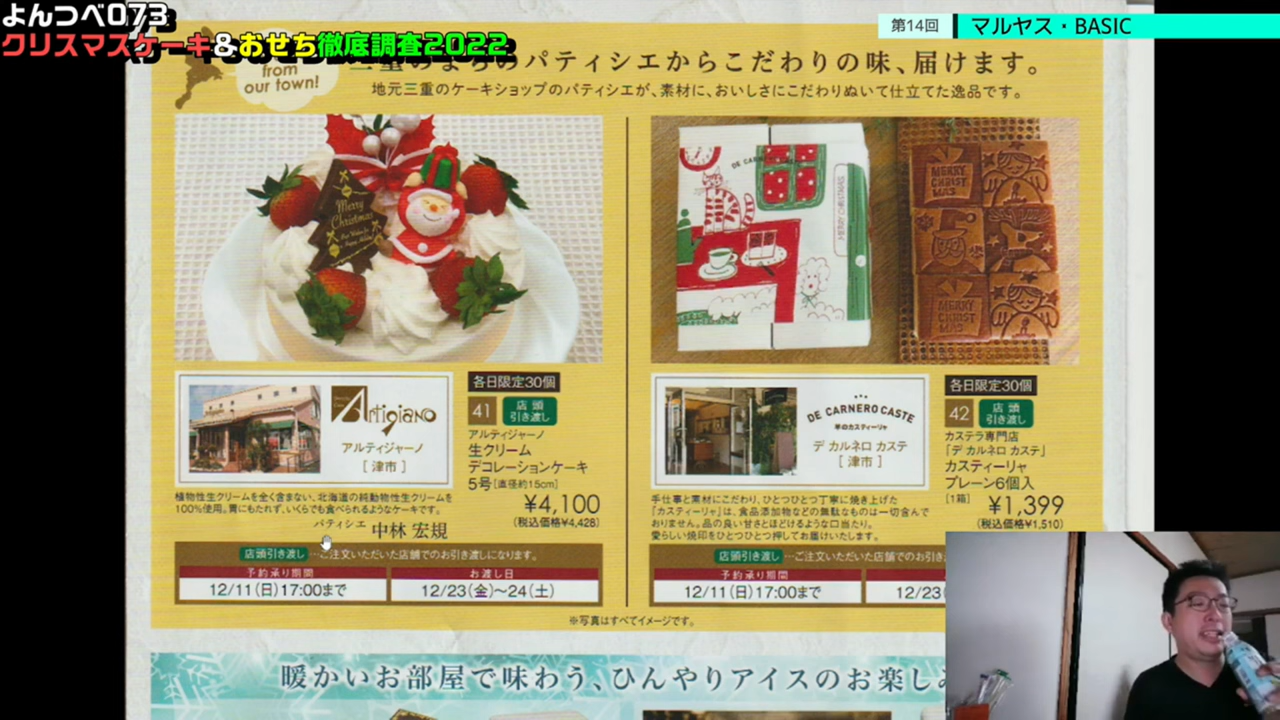 よんつべ073
クリスマスケーキ&おせち徹底調査2022
第14回
マルヤス・BASIC
from
our town!
三重のまちのパティシエからこだわりの味、届けます。
地元三重のケーキショップのパティシエが、素材に、おいしさにこだわりぬいて仕立てた逸品です。
Merry
Christmas
DE CARNERO
MERRY CHRISTMAS
MERRY
CHRIST
MAS
MERRY
CHRIST
MAS
Artigiano
アルティジャーノ
[津市]
各日限定30個
41
店頭
引き渡し
アルティジャーノ
生クリーム
デコレーションケーキ
5号[直径約15cm]
¥4,100
(税込価格¥4,428)
植物性生クリームを全く含まない、北海道の純動物性生クリームを
100%使用。胃にもたれず、いくらでも食べられるようなケーキです。
パティシエ 中林 宏規
店頭引き渡し…ご注文いただいた店舗でのお引き渡しになります。
予約承り期間
お渡し日
12/11(日)17:00まで
12/23(金)〜24(土)
DE CARNERO CASTE
羊のカスティーリャ
デ カルネロ カステ
[津市]
各日限定30個
42
店頭
引き渡し
カステラ専門店
「デ カルネロ カステ」
カスティーリャ
プレーン6個入
[1箱]
¥1,399
(税込価格¥1,510)
手仕事と素材にこだわり、ひとつひとつ丁寧に焼き上げた
「カスティーリャ」は、食品添加物などの無駄なものは一切含んで
おりません。品の良い甘さとほどけるような口当たり。
愛らしい焼印をひとつひとつ押してお届けいたします。
店頭引き渡し…ご注文いただいた店舗でのお引き
予約承り期間
12/11(日)17:00まで
12/23
※写真はすべてイメージです。
暖かいお部屋で味わう、ひんやりアイスのお楽し